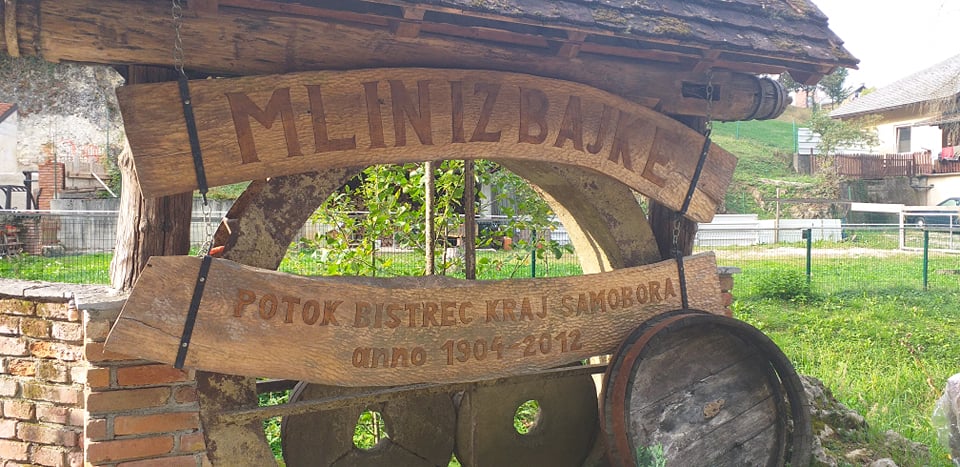 MLIN IZ BAJKE
POTOK BISTREC KRAJ SAMOBORA
anno 1904-2012